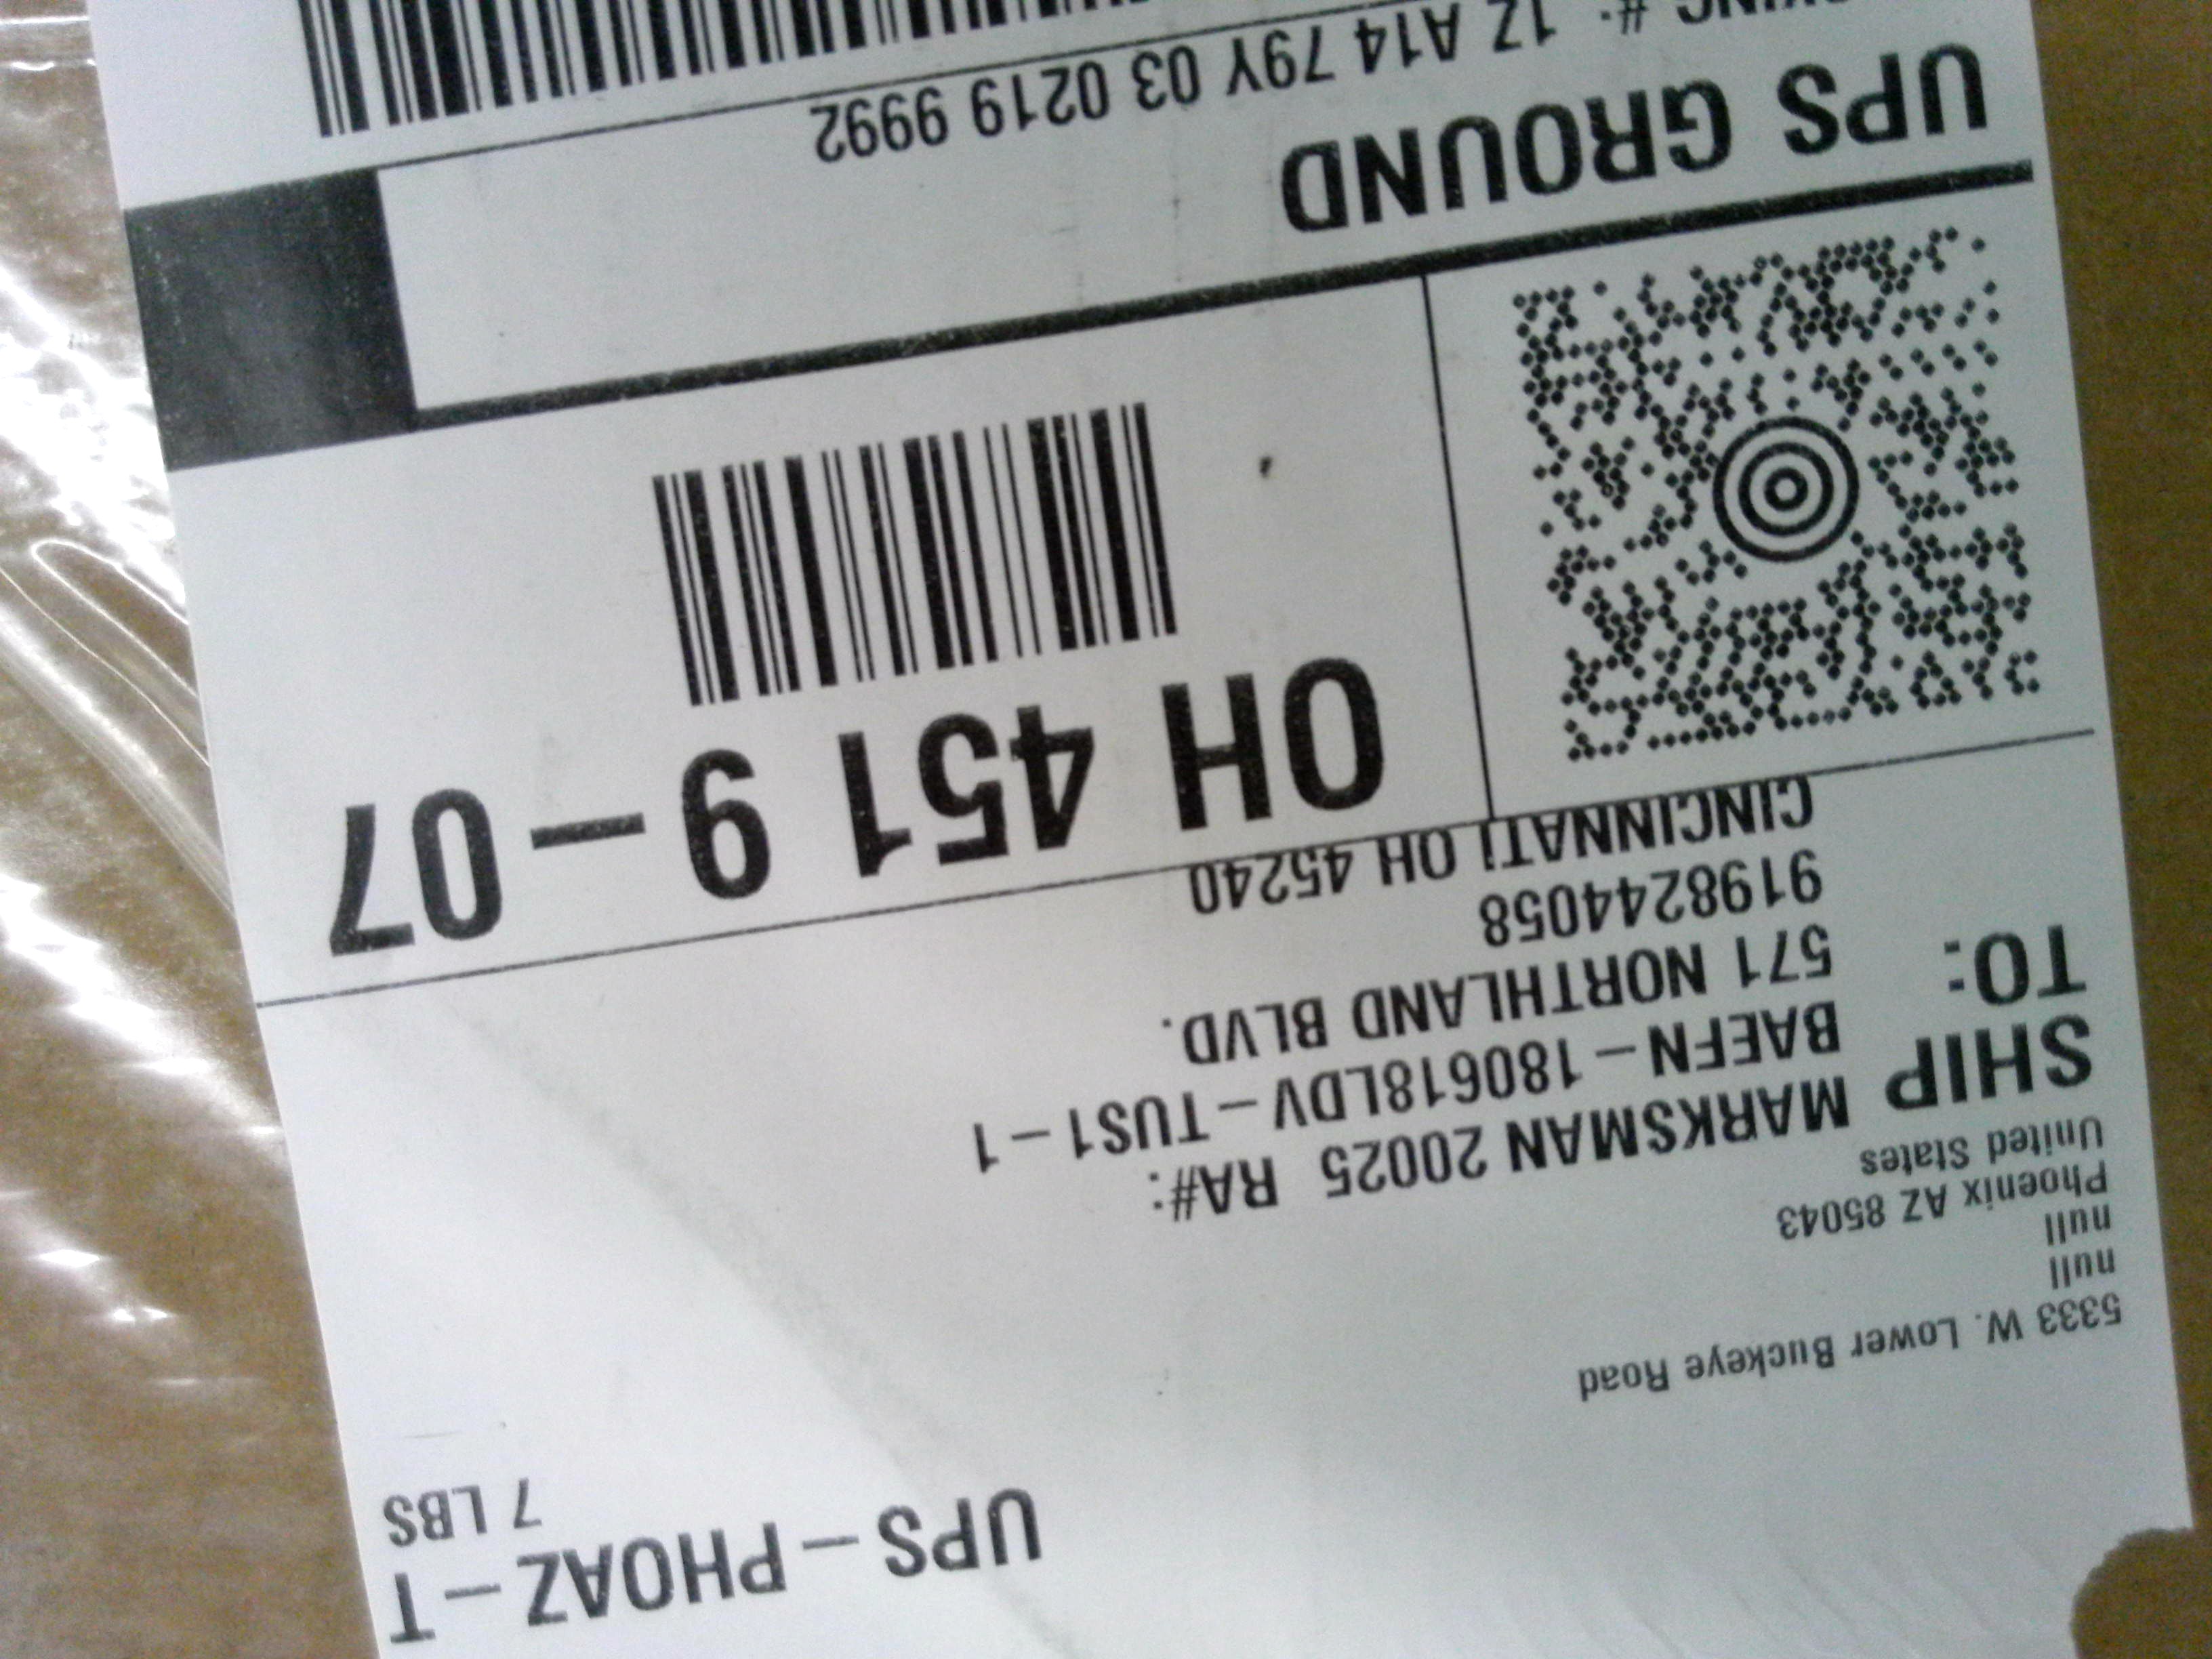 UPS-PHOAZ-T
7 LBS
5333 W. Lower Buckeye Road
null
null
Phoenix AZ 85043
United States
SHIP TO:
MARKSMAN 20025 RA#:
BAEFN-180618LDV-TUS1-1
571 NORTHLAND BLVD.
9198244058
CINCINNATI OH 45240
OH 451 9-07
UPS GROUND
#: 1Z A14 79Y 03 0219 9992